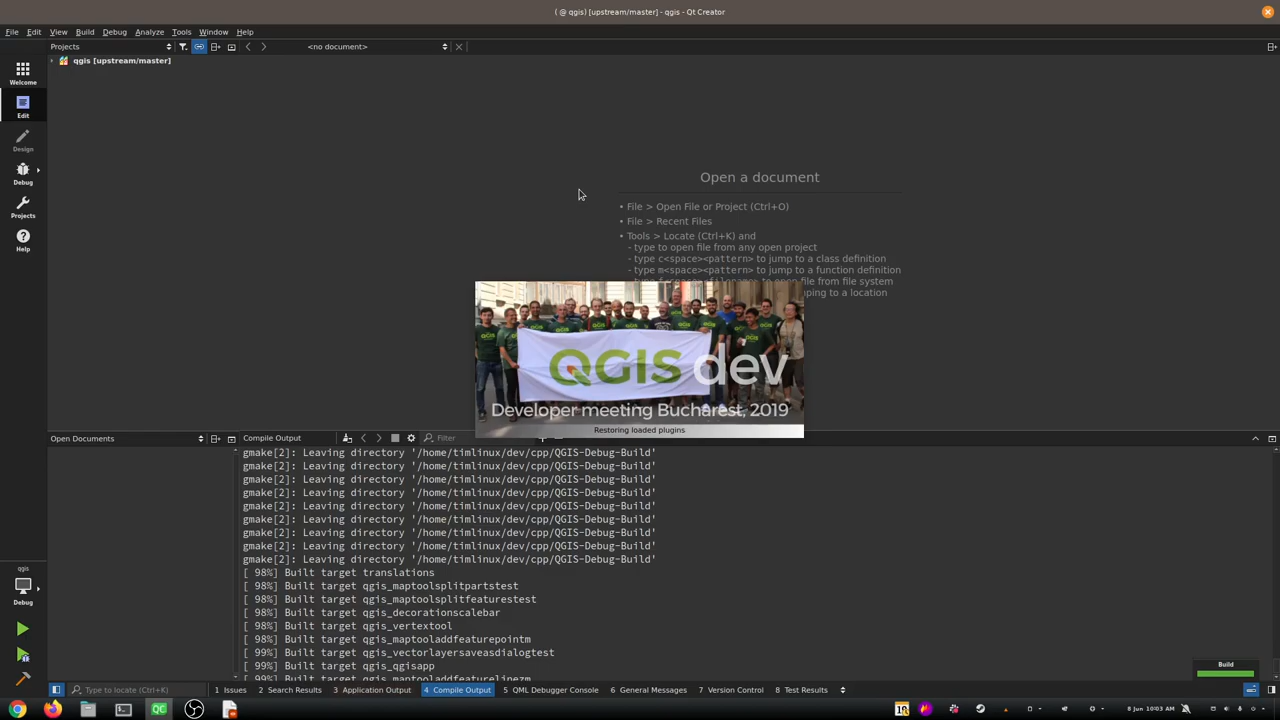 ( @ qgis) [upstream/master] - qgis - Qt Creator
File Edit View Build Debug Analyze Tools Window Help
Projects
<no document>
qgis [upstream/master]
Welcome
Edit
Design
Debug
Projects
Help
Open a document
• File > Open File or Project (Ctrl+O)
• File > Recent Files
• Tools > Locate (Ctrl+K) and
- type to open file from any open project
- type c<space><pattern> to jump to a class definition
- type m<space><pattern> to jump to a function definition
open file from file system
to a location
QGIS dev
Developer meeting Bucharest, 2019
Restoring loaded plugins
Open Documents
Compile Output
Filter
gmake[2]: Leaving directory '/home/timlinux/dev/cpp/QGIS-Debug-Build'
gmake[2]: Leaving directory '/home/timlinux/dev/cpp/QGIS-Debug-Build'
gmake[2]: Leaving directory '/home/timlinux/dev/cpp/QGIS-Debug-Build'
gmake[2]: Leaving directory '/home/timlinux/dev/cpp/QGIS-Debug-Build'
gmake[2]: Leaving directory '/home/timlinux/dev/cpp/QGIS-Debug-Build'
gmake[2]: Leaving directory '/home/timlinux/dev/cpp/QGIS-Debug-Build'
gmake[2]: Leaving directory '/home/timlinux/dev/cpp/QGIS-Debug-Build'
gmake[2]: Leaving directory '/home/timlinux/dev/cpp/QGIS-Debug-Build'
gmake[2]: Leaving directory '/home/timlinux/dev/cpp/QGIS-Debug-Build'
[ 98%] Built target translations
[ 98%] Built target qgis_maptoolsplitpartstest
[ 98%] Built target qgis_maptoolsplitfeaturestest
[ 98%] Built target qgis_decorationscalebar
[ 98%] Built target qgis_vertextool
[ 98%] Built target qgis_maptooladdfeaturepointm
[ 99%] Built target qgis_vectorlayersaveasdialogtest
[ 99%] Built target qgis_qgisapp
qgis
Debug
Build
Type to locate (Ctrl+K)
1 Issues
2 Search Results
3 Application Output
4 Compile Output
5 QML Debugger Console
6 General Messages
7 Version Control
8 Test Results
QC
8 Jun 10:03 AM